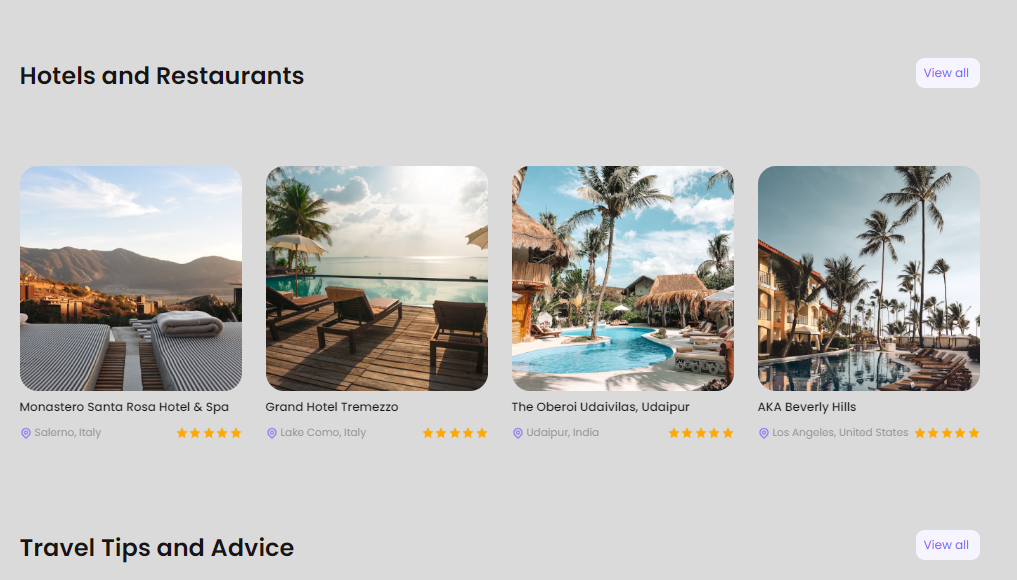 Hotels and Restaurants
View all
Monastero Santa Rosa Hotel & Spa
Salerno, Italy
Grand Hotel Tremezzo
Lake Como, Italy
The Oberoi Udaivilas, Udaipur
Udaipur, India
AKA Beverly Hills
Los Angeles, United States
Travel Tips and Advice
View all